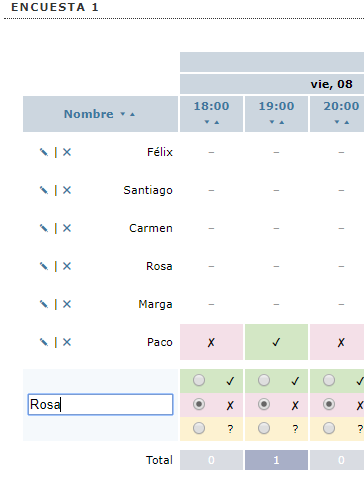 ENCUESTA 1
vie, 08
Nombre 18:00 19:00 20:00
| × Félix – – –
| × Santiago – – –
| × Carmen – – –
| × Rosa – – –
| × Marga – – –
| × Paco ✗ ✓ ✗
✓ ✓ ✓
Rosa ✗ ✗ ✗
? ? ?
Total 0 1 0